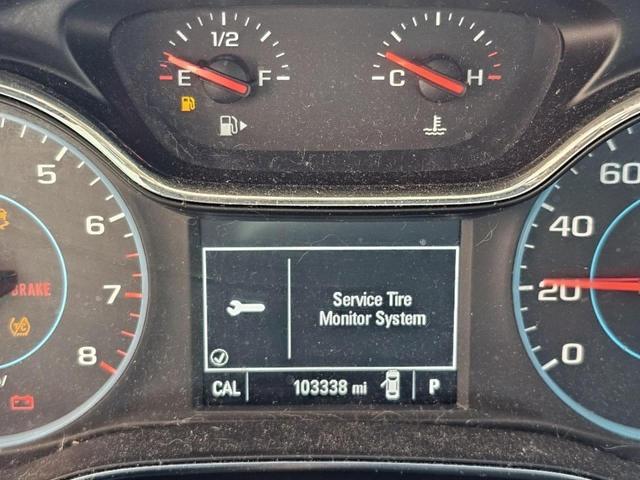 1/2
E F
C H
5
6
7
8
BRAKE
T/C
60
40
20
0
Service Tire
Monitor System
CAL 103338 mi P